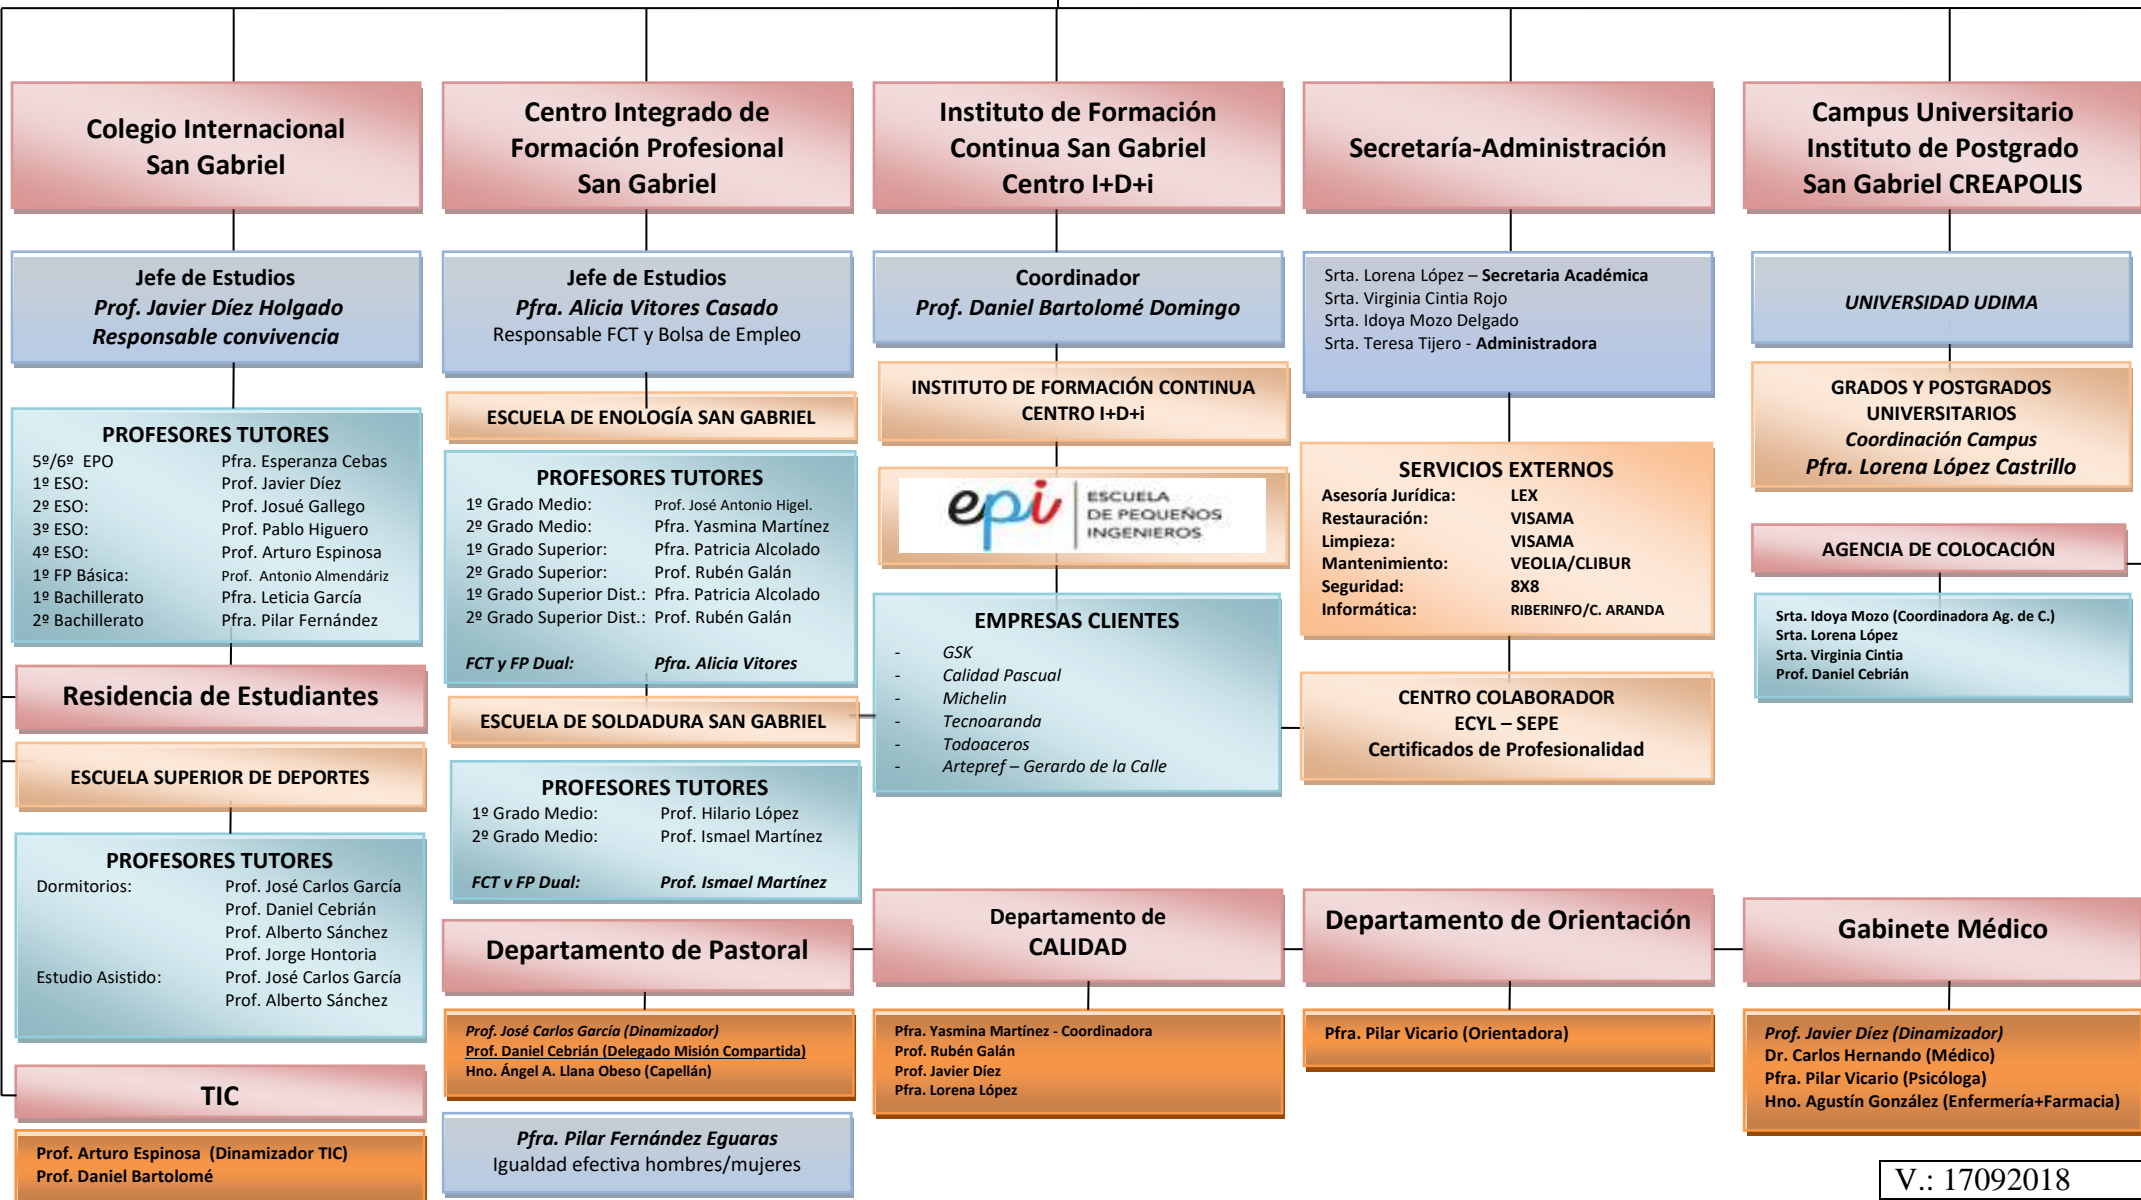 Colegio Internacional
San Gabriel
Jefe de Estudios
Prof. Javier Díez Holgado
Responsable convivencia
PROFESORES TUTORES
5º/6º EPO Pfra. Esperanza Cebas
1º ESO: Prof. Javier Díez
2º ESO: Prof. Josué Gallego
3º ESO: Prof. Pablo Higuero
4º ESO: Prof. Arturo Espinosa
1º FP Básica: Prof. Antonio Almendáriz
1º Bachillerato Pfra. Leticia García
2º Bachillerato Pfra. Pilar Fernández
Residencia de Estudiantes
ESCUELA SUPERIOR DE DEPORTES
PROFESORES TUTORES
Dormitorios: Prof. José Carlos García
Prof. Daniel Cebrián
Prof. Alberto Sánchez
Prof. Jorge Hontoria
Estudio Asistido: Prof. José Carlos García
Prof. Alberto Sánchez
TIC
Prof. Arturo Espinosa (Dinamizador TIC)
Prof. Daniel Bartolomé
Centro Integrado de
Formación Profesional
San Gabriel
Jefe de Estudios
Pfra. Alicia Vitores Casado
Responsable FCT y Bolsa de Empleo
ESCUELA DE ENOLOGÍA SAN GABRIEL
PROFESORES TUTORES
1º Grado Medio: Prof. José Antonio Higel.
2º Grado Medio: Pfra. Yasmina Martínez
1º Grado Superior: Pfra. Patricia Alcolado
2º Grado Superior: Prof. Rubén Galán
1º Grado Superior Dist.: Pfra. Patricia Alcolado
2º Grado Superior Dist.: Prof. Rubén Galán
FCT y FP Dual: Pfra. Alicia Vitores
ESCUELA DE SOLDADURA SAN GABRIEL
PROFESORES TUTORES
1º Grado Medio: Prof. Hilario López
2º Grado Medio: Prof. Ismael Martínez
FCT y FP Dual: Prof. Ismael Martínez
Departamento de Pastoral
Prof. José Carlos García (Dinamizador)
Prof. Daniel Cebrián (Delegado Misión Compartida)
Hno. Ángel A. Llana Obeso (Capellán)
Pfra. Pilar Fernández Eguaras
Igualdad efectiva hombres/mujeres
Instituto de Formación
Continua San Gabriel
Centro I+D+i
Coordinador
Prof. Daniel Bartolomé Domingo
INSTITUTO DE FORMACIÓN CONTINUA
CENTRO I+D+i
epi
ESCUELA
DE PEQUEÑOS
INGENIEROS
EMPRESAS CLIENTES
- GSK
- Calidad Pascual
- Michelin
- Tecnoaranda
- Todoaceros
- Artepref – Gerardo de la Calle
Departamento de
CALIDAD
Pfra. Yasmina Martínez - Coordinadora
Prof. Rubén Galán
Prof. Javier Díez
Pfra. Lorena López
Secretaría-Administración
Srta. Lorena López – Secretaria Académica
Srta. Virginia Cintia Rojo
Srta. Idoya Mozo Delgado
Srta. Teresa Tijero - Administradora
SERVICIOS EXTERNOS
Asesoría Jurídica: LEX
Restauración: VISAMA
Limpieza: VISAMA
Mantenimiento: VEOLIA/CLIBUR
Seguridad: 8X8
Informática: RIBERINFO/C. ARANDA
CENTRO COLABORADOR
ECYL – SEPE
Certificados de Profesionalidad
Departamento de Orientación
Pfra. Pilar Vicario (Orientadora)
Campus Universitario
Instituto de Postgrado
San Gabriel CREAPOLIS
UNIVERSIDAD UDIMA
GRADOS Y POSTGRADOS
UNIVERSITARIOS
Coordinación Campus
Pfra. Lorena López Castrillo
AGENCIA DE COLOCACIÓN
Srta. Idoya Mozo (Coordinadora Ag. de C.)
Srta. Lorena López
Srta. Virginia Cintia
Prof. Daniel Cebrián
Gabinete Médico
Prof. Javier Díez (Dinamizador)
Dr. Carlos Hernando (Médico)
Pfra. Pilar Vicario (Psicóloga)
Hno. Agustín González (Enfermería+Farmacia)
V.: 17092018